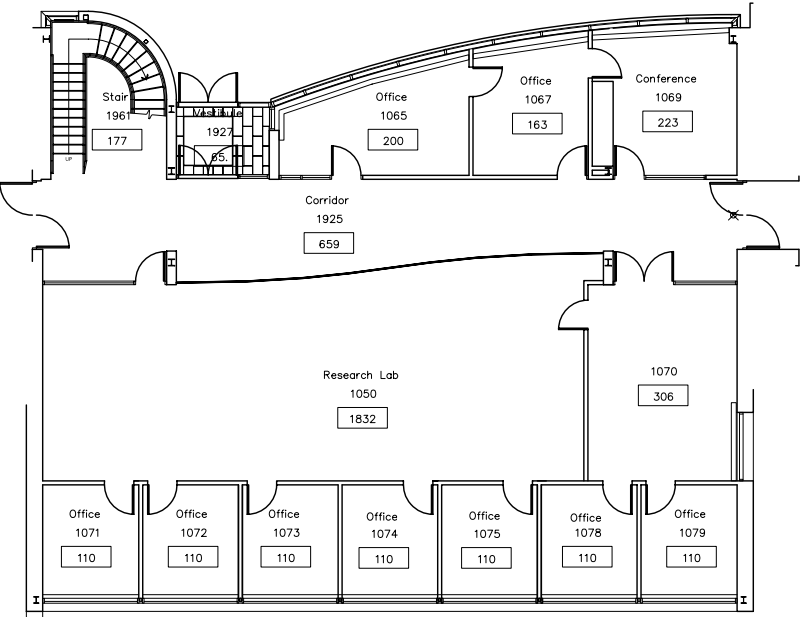 Stair
1961
177
UP
Vestibule
1927
65.
Office
1065
200
Office
1067
163
Conference
1069
223
Corridor
1925
659
Research Lab
1050
1832
1070
306
Office
1071
110
Office
1072
110
Office
1073
110
Office
1074
110
Office
1075
110
Office
1078
110
Office
1079
110